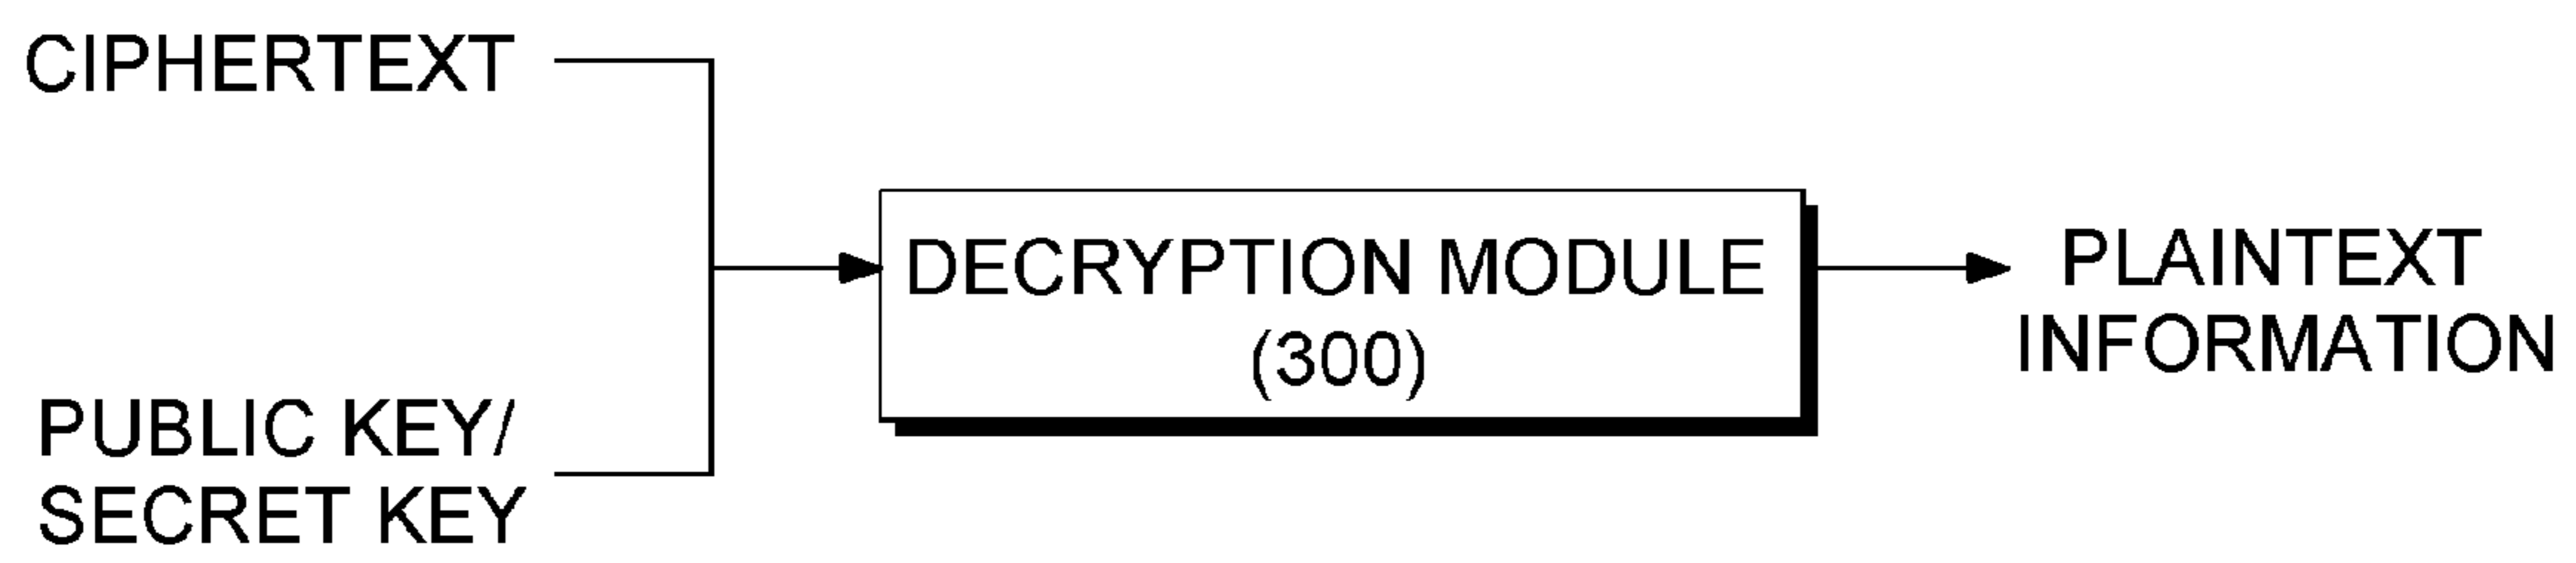 CIPHERTEXT
PUBLIC KEY/
SECRET KEY
DECRYPTION MODULE
(300)
PLAINTEXT
INFORMATION